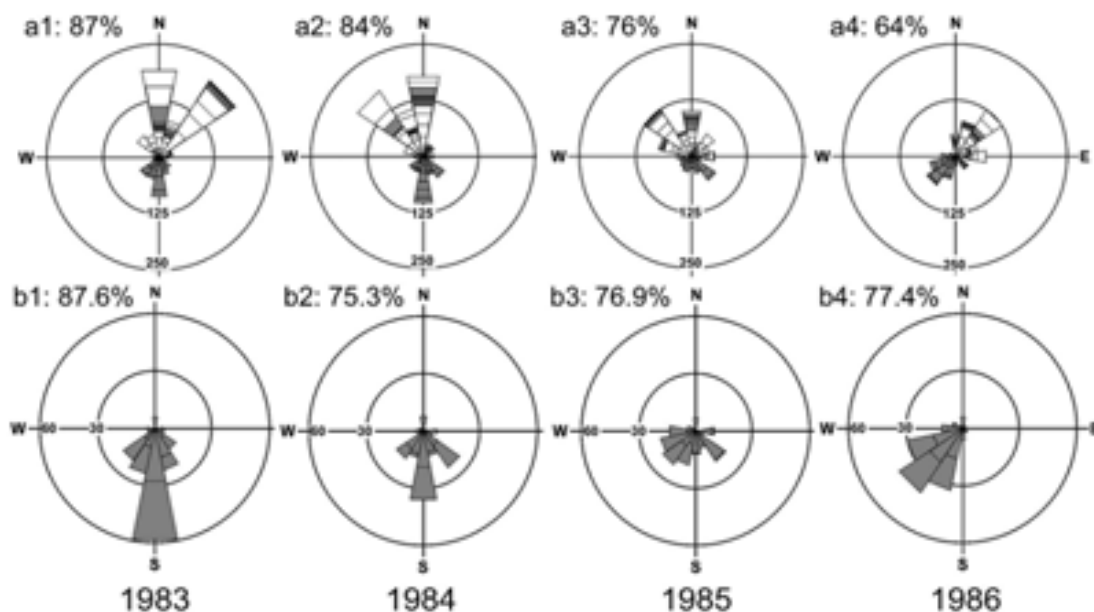 a1: 87% N a2: 84% N a3: 76% N a4: 64% N
W W W W E
125 125 125 125
250 250 250 250
b1: 87.6% N b2: 75.3% N b3: 76.9% N b4: 77.4% N
W 60 30 W 60 30 W 60 30 W 60 30 E
S S S S
1983 1984 1985 1986